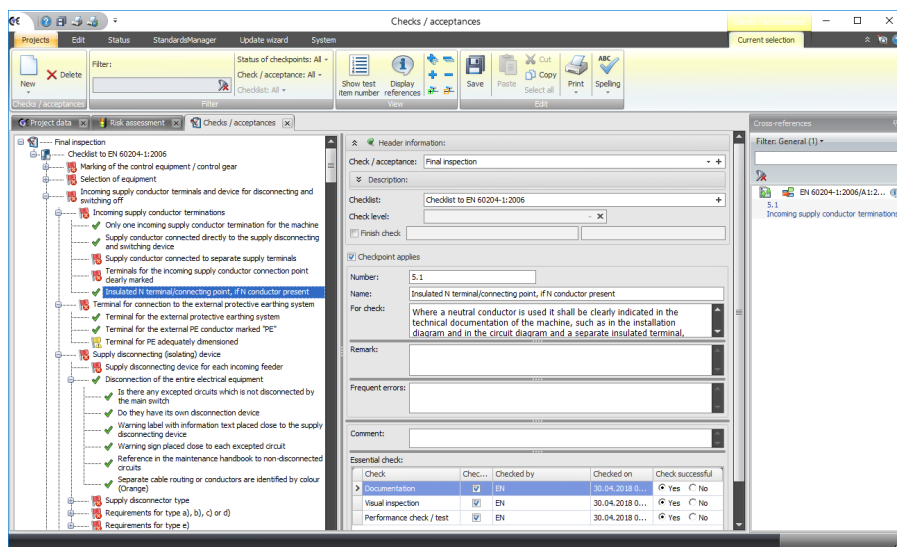 Checks / acceptances
Projects Edit Status StandardsManager Update wizard System Current selection
New
Delete
Checks / acceptances
Filter:
Status of checkpoints: All
Check / acceptance: All
Checklist: All
Filter
Show test item number
Display references
View
Save
Paste
Cut
Copy
Select all
Print
ABC
Spelling
Edit
Project data Risk assessment Checks / acceptances
Final inspection
Checklist to EN 60204-1:2006
Marking of the control equipment / control gear
Selection of equipment
Incoming supply conductor terminals and device for disconnecting and
switching off
Incoming supply conductor terminations
Only one incoming supply conductor termination for the machine
Supply conductor connected directly to the supply disconnecting
and switching device
Supply conductor connected to separate supply terminals
Terminals for the incoming supply conductor connection point
clearly marked
Insulated N terminal/connecting point, if N conductor present
Terminal for connection to the external protective earthing system
Terminal for the external protective earthing system
Terminal for the external PE conductor marked "PE"
Terminal for PE adequately dimensioned
Supply disconnecting (isolating) device
Supply disconnecting device for each incoming feeder
Disconnection of the entire electrical equipment
Is there any excepted circuits which is not disconnected by
the main switch
Do they have its own disconnection device
Warning label with information text placed close to the supply
disconnecting device
Warning sign placed close to each excepted circuit
Reference in the maintenance handbook to non-disconnected
circuits
Separate cable routing or conductors are identified by colour
(Orange)
Supply disconnector type
Requirements for type a), b), c) or d)
Requirements for type e)
Header information:
Check / acceptance: Final inspection
Description:
Checklist: Checklist to EN 60204-1:2006
Check level:
Finish check
Checkpoint applies
Number: 5.1
Name: Insulated N terminal/connecting point, if N conductor present
For check: Where a neutral conductor is used it shall be clearly indicated in the
technical documentation of the machine, such as in the installation
diagram and in the circuit diagram and a separate insulated terminal,
Remark:
Frequent errors:
Comment:
Essential check:
Check Chec... Checked by Checked on Check successful
Documentation EN 30.04.2018 0... Yes No
Visual inspection EN 30.04.2018 0... Yes No
Performance check / test EN 30.04.2018 0... Yes No
Cross-references
Filter: General (1)
EN 60204-1:2006/A1:2...
5.1
Incoming supply conductor terminations